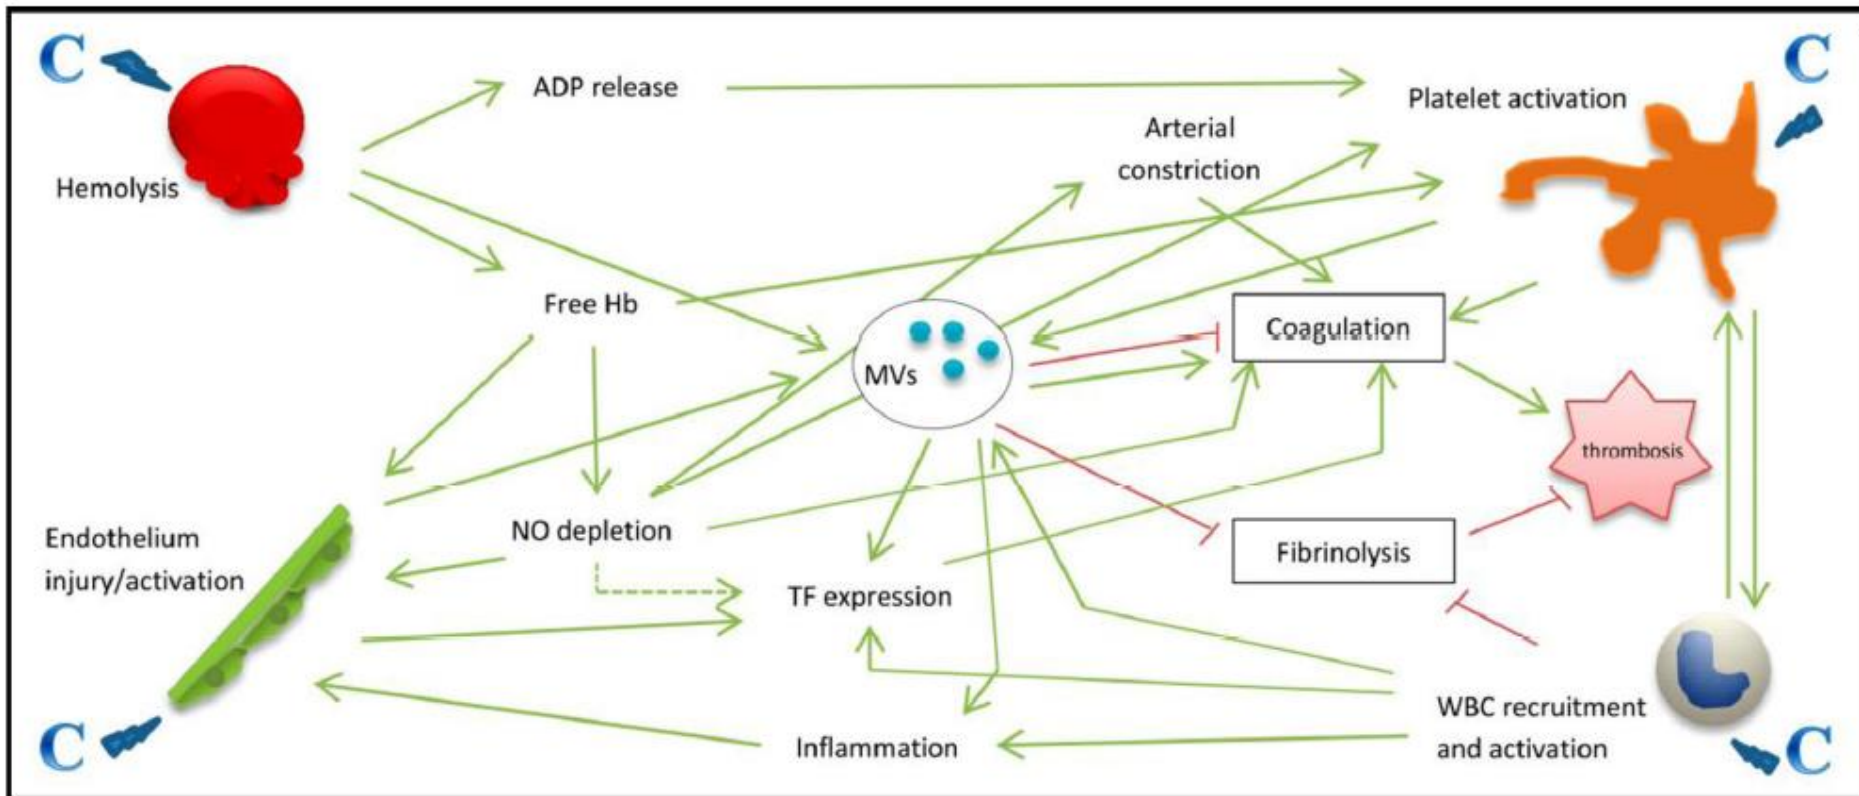 C
C
ADP release
Platelet activation
Arterial
constriction
Hemolysis
Free Hb
Coagulation
MVs
thrombosis
Endothelium
injury/activation
NO depletion
Fibrinolysis
TF expression
WBC recruitment
and activation
Inflammation
C
C